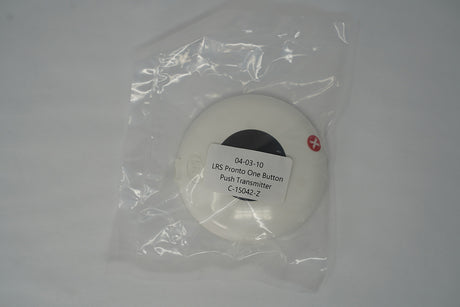 04-03-10
LRS Pronto One Button
Push Transmitter
C-15042-Z